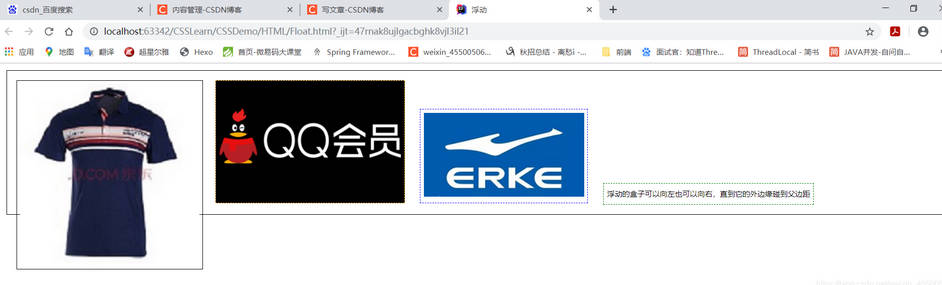 csdn_百度搜索
内容管理-CSDN博客
写文章-CSDN博客
浮动
localhost:63342/CSSLearn/CSSDemo/HTML/Float.html?_ijt=47rnak8ujlgacbghk8vjl3il21
应用
地图
翻译
超星尔雅
Hexo
首页-微易码大课堂
Spring Framewor...
weixin_45500506...
秋招总结 - 离愁i -...
前端
面试官：知道Thre...
ThreadLocal - 简书
JAVA开发-自问自...
JD.COM 京东
QQ会员
ERKE
浮动的盒子可以向左也可以向右，直到它的外边缘碰到父边距